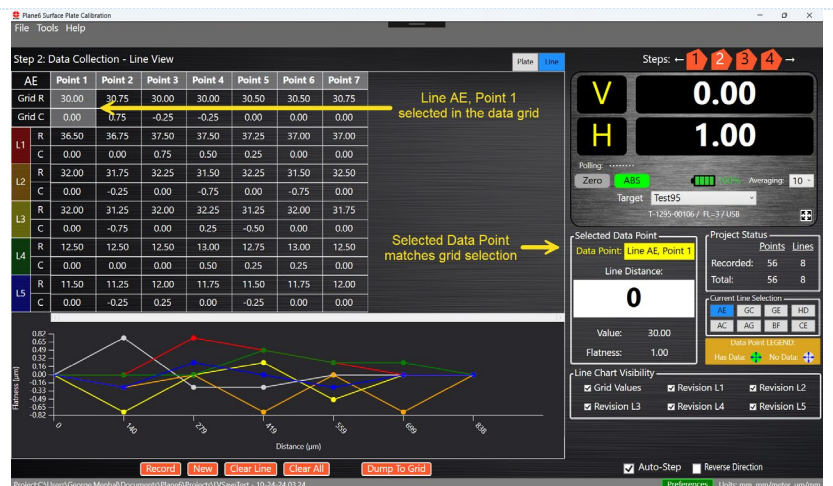 Plane6 Surface Plate Calibration
File Tools Help
Step 2: Data Collection - Line View
Plate Line
Steps: ← 1 2 3 4 →
AE Point 1 Point 2 Point 3 Point 4 Point 5 Point 6 Point 7
Grid R 30.00 30.75 30.00 30.00 30.50 30.50 30.75
Grid C 0.00 0.75 -0.25 -0.25 0.00 0.00 0.00
L1 R 36.50 36.75 37.50 37.50 37.25 37.00 37.00
C 0.00 0.00 0.75 0.50 0.25 0.00 0.00
L2 R 32.00 31.75 32.25 31.50 32.25 31.50 32.50
C 0.00 -0.25 0.00 -0.75 0.00 -0.75 0.00
L3 R 32.00 31.25 32.00 32.25 31.25 32.00 31.75
C 0.00 -0.75 0.00 0.25 -0.50 0.00 0.00
L4 R 12.50 12.50 12.50 13.00 12.75 13.00 12.50
C 0.00 0.00 0.00 0.50 0.25 0.25 0.00
L5 R 11.50 11.25 12.00 11.75 11.50 11.75 12.00
C 0.00 -0.25 0.25 0.00 -0.25 0.00 0.00
Line AE, Point 1
selected in the data grid
Selected Data Point
matches grid selection
V 0.00
H 1.00
Polling: ........
Zero ABS Averaging: 10
Target Test95
T-1295-00106 / FL=3 / USB
Selected Data Point
Data Point: Line AE, Point 1
Line Distance:
0
Value: 30.00
Flatness: 1.00
Project Status
Points Lines
Recorded: 56 8
Total: 56 8
Current Line Selection
AE GC GE HD
AC AG BF CE
Data Point LEGEND:
Has Data: No Data:
Line Chart Visibility
Grid Values Revision L1 Revision L2
Revision L3 Revision L4 Revision L5
Flatness (µm)
0.82
0.65
0.49
0.32
0.16
0.00
-0.16
-0.33
-0.49
-0.65
-0.82
0 140 279 419 559 699 838
Distance (µm)
Record New Clear Line Clear All Dump To Grid
Auto-Step Reverse Direction
Preferences Units: mm, mm/meter, µm/mm